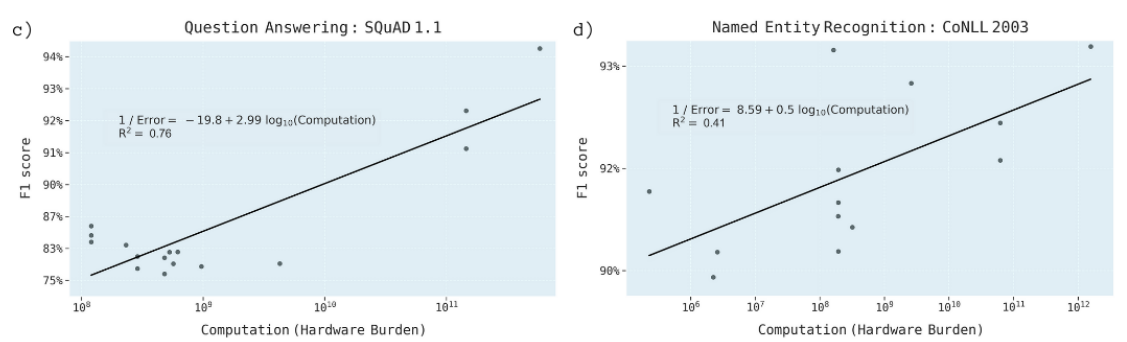 c)
Question Answering: SQuAD 1.1
F1 score
94%
93%
92%
91%
90%
87%
83%
75%
1 / Error = −19.8 + 2.99 log₁₀(Computation)
R² = 0.76
10⁸
10⁹
10¹⁰
10¹¹
Computation (Hardware Burden)
d)
Named Entity Recognition: CoNLL 2003
F1 score
93%
92%
90%
1 / Error = 8.59 + 0.5 log₁₀(Computation)
R² = 0.41
10⁶
10⁷
10⁸
10⁹
10¹⁰
10¹¹
10¹²
Computation (Hardware Burden)